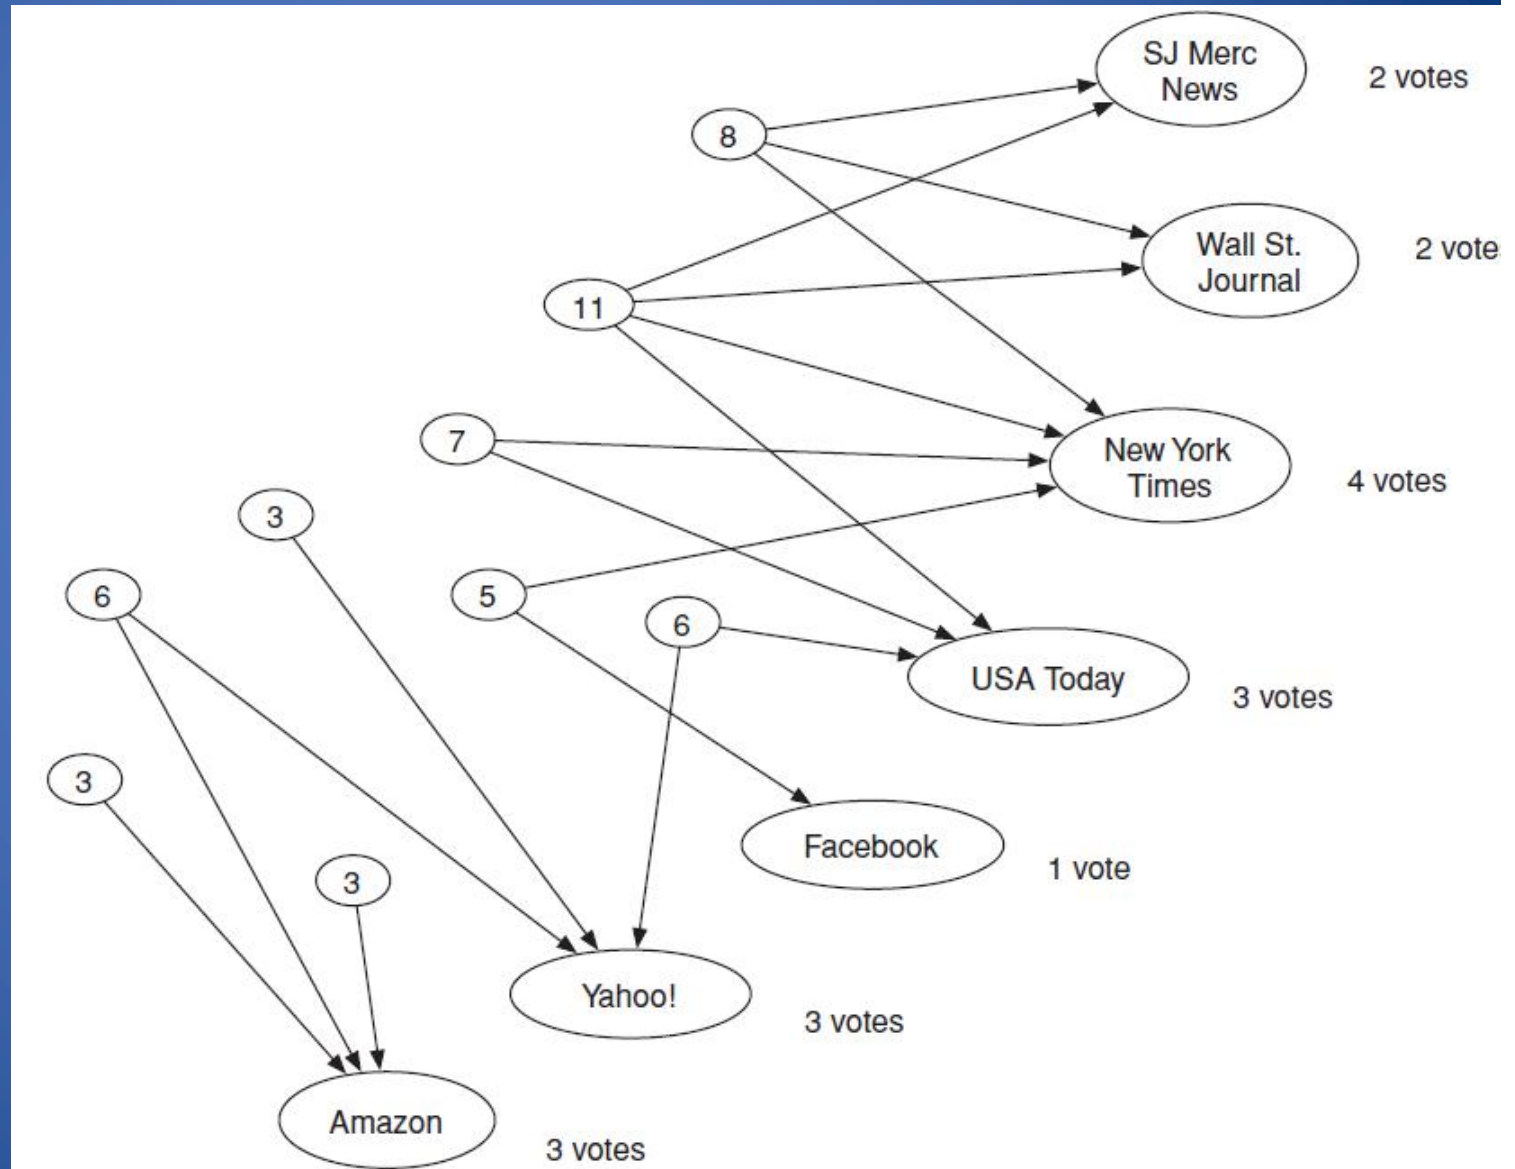 SJ Merc
News
2 votes
8
Wall St.
Journal
2 vote
11
New York
Times
4 votes
7
3
6
5
6
USA Today
3 votes
3
Facebook
1 vote
3
Yahoo!
3 votes
Amazon
3 votes